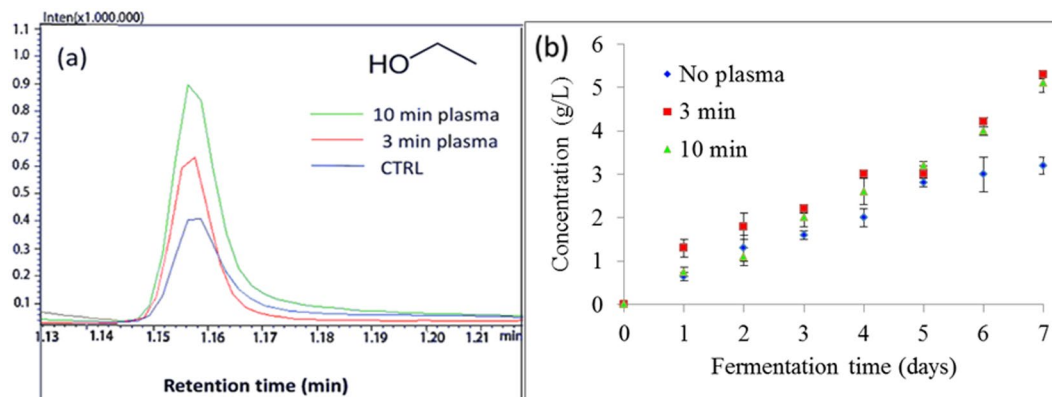 Inten(x1.000.000)
(a)
HO
1.1
1.0
0.9
0.8
0.7
0.6
0.5
0.4
0.3
0.2
0.1
10 min plasma
3 min plasma
CTRL
1.13 1.14 1.15 1.16 1.17 1.18 1.19 1.20 1.21 min
Retention time (min)
(b)
Concentration (g/L)
6
5
4
3
2
1
0
No plasma
3 min
10 min
0 1 2 3 4 5 6 7
Fermentation time (days)